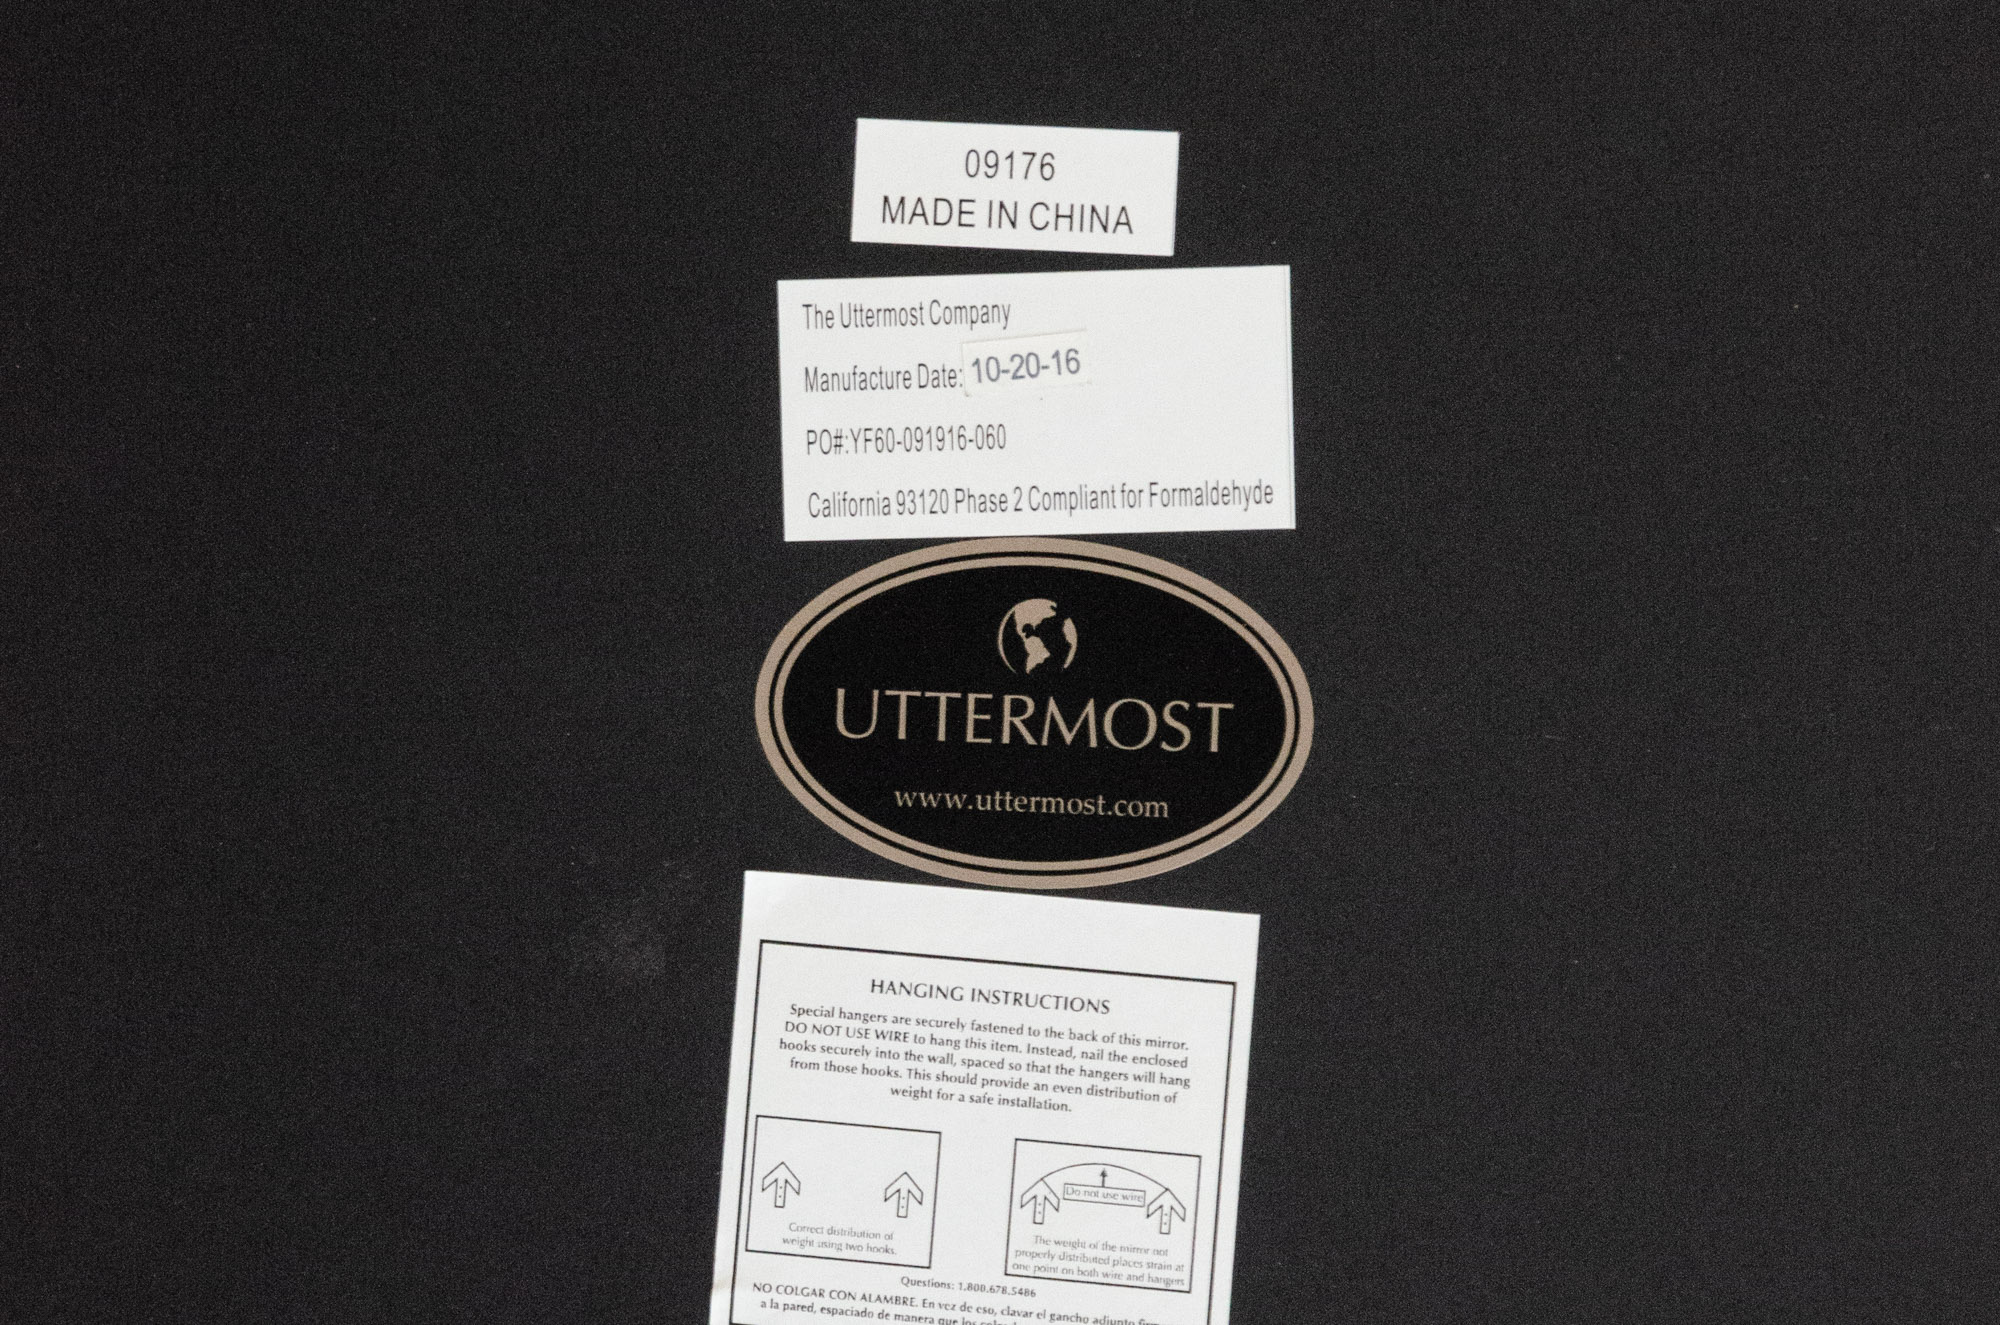 09176
MADE IN CHINA
The Uttermost Company
Manufacture Date: 10-20-16
PO#:YF60-091916-060
California 93120 Phase 2 Compliant for Formaldehyde
UTTERMOST
www.uttermost.com
HANGING INSTRUCTIONS
Special hangers are securely fastened to the back of this mirror.
DO NOT USE WIRE to hang this item. Instead, nail the enclosed
hooks securely into the wall, spaced so that the hangers will hang
from those hooks. This should provide an even distribution of
weight for a safe installation.
Correct distribution of
weight using two hooks.
Do not use wire
The weight of the mirror not
properly distributed places strain at
one point on both wire and hangers
Questions: 1.800.678.5486
NO COLGAR CON ALAMBRE. En vez de eso, clavar el gancho adjunto
a la pared, espaciado de manera que los